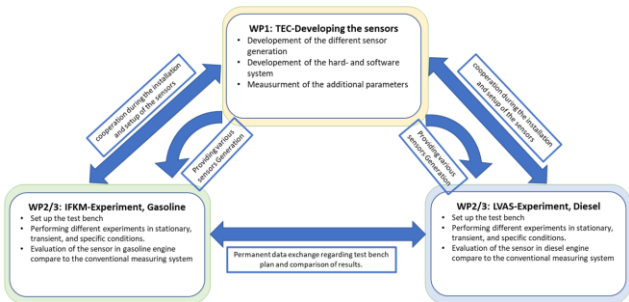 WP1: TEC-Developing the sensors
• Developement of the different sensor
generation
• Developement of the hard- and software
system
• Meausurment of the additional parameters
cooperation during the installation
and setup of the sensors
cooperation during the installation
and setup of the sensors
Providing various
sensors Generation
Providing various
sensors Generation
WP2/3: IFKM-Experiment, Gasoline
• Set up the test bench
• Performing different experiments in stationary,
transient, and specific conditions.
• Evaluation of the sensor in gasoline engine
compare to the conventional measuring system
WP2/3: LVAS-Experiment, Diesel
• Set up the test bench
• Performing different experiments in stationary,
transient, and specific conditions.
• Evaluation of the sensor in diesel engine
compare to the conventional measuring system
Permanent data exchange regarding test bench
plan and comparison of results.